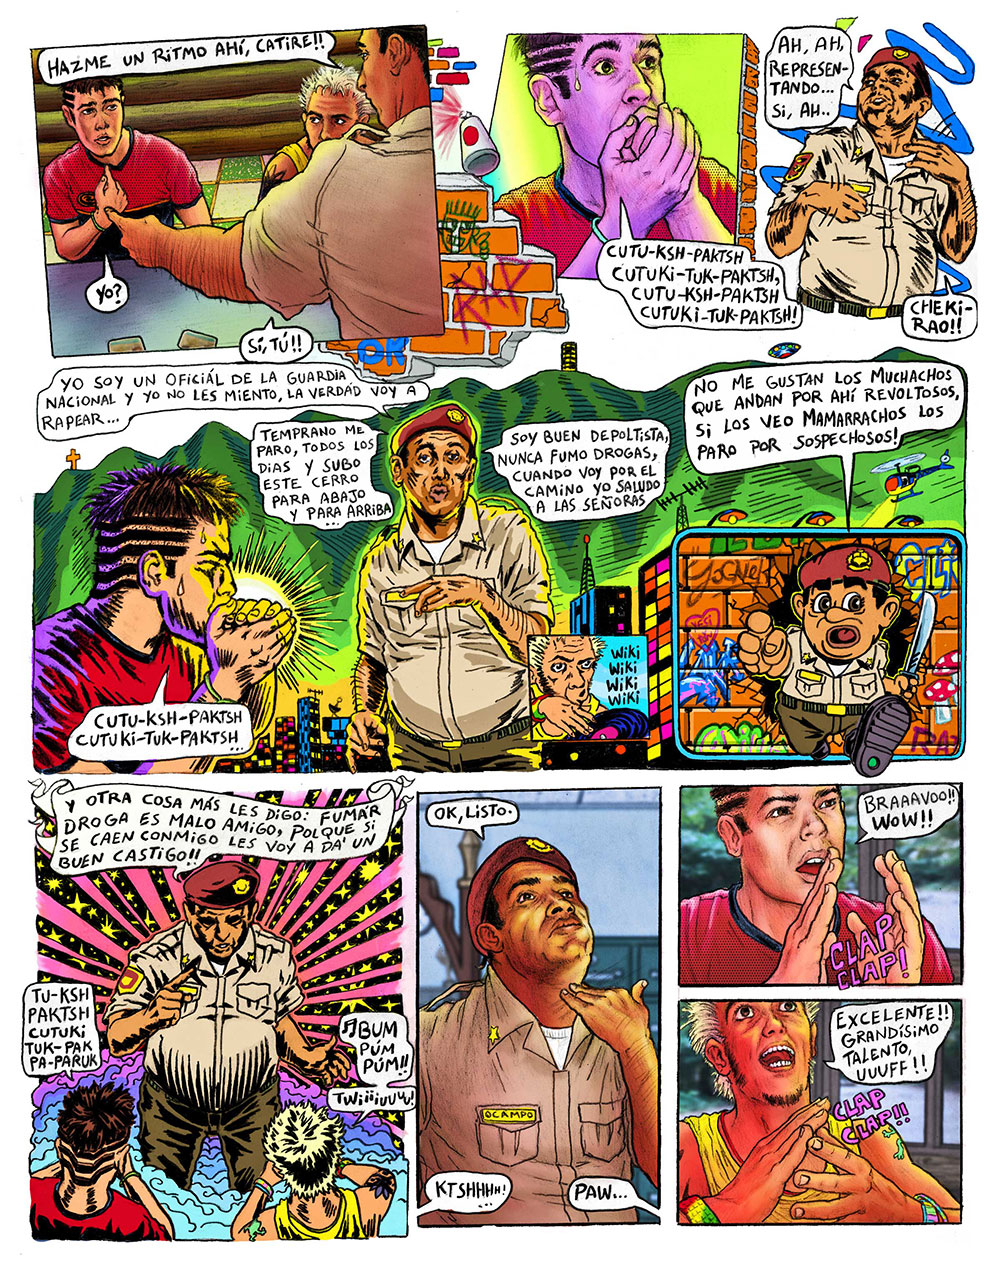 HAZME UN RITMO AHÍ, CATIRE!!
YO?
SÍ, TÚ!!
CUTU-KSH-PAKTSH
CUTUKI-TUK-PAKTSH,
CUTU-KSH-PAKTSH
CUTUKI-TUK-PAKTSH!
AH, AH,
REPRESEN-
TANDO...
SI, AH..
CHEKI-
RAO!!
RAP
OK
YO SOY UN OFICIÁL DE LA GUARDIA
NACIONAL Y YO NO LES MIENTO, LA VERDAD VOY A
RAPEAR...
TEMPRANO ME
PARO, TODOS LOS
DIAS Y SUBO
ESTE CERRO
PARA ABAJO
Y PARA ARRIBA
...
SOY BUEN DEPOLTISTA,
NUNCA FUMO DROGAS,
CUANDO VOY POR EL
CAMINO YO SALUDO
A LAS SEÑORAS
NO ME GUSTAN LOS MUCHACHOS
QUE ANDAN POR AHÍ REVOLTOSOS,
SI LOS VEO MAMARRACHOS LOS
PARO POR SOSPECHOSOS!
CUTU-KSH-PAKTSH
CUTUKI-TUK-PAKTSH...
WIKI
WIKI
WIKI
WIKI
Y OTRA COSA MÁS LES DIGO: FUMÁR
DROGA ES MALO AMIGO, POLQUE SI
SE CAEN CONMIGO LES VOY A DA' UN
BUEN CASTIGO!!
TU-KSH
PAKTSH
CUTUKI
TUK-PAK
PA-PARUK
♫BUM
PÚM
PÚM!!
TWIIIIUUUU!
OK, LISTO.
OCAMPO
KTSHHHH!
...
PAW...
BRAAAVOO!!
WOW!!
CLAP
CLAP!
EXCELENTE!!
GRANDÍSIMO
TALENTO,
UUUFF!!
CLAP
CLAP!!